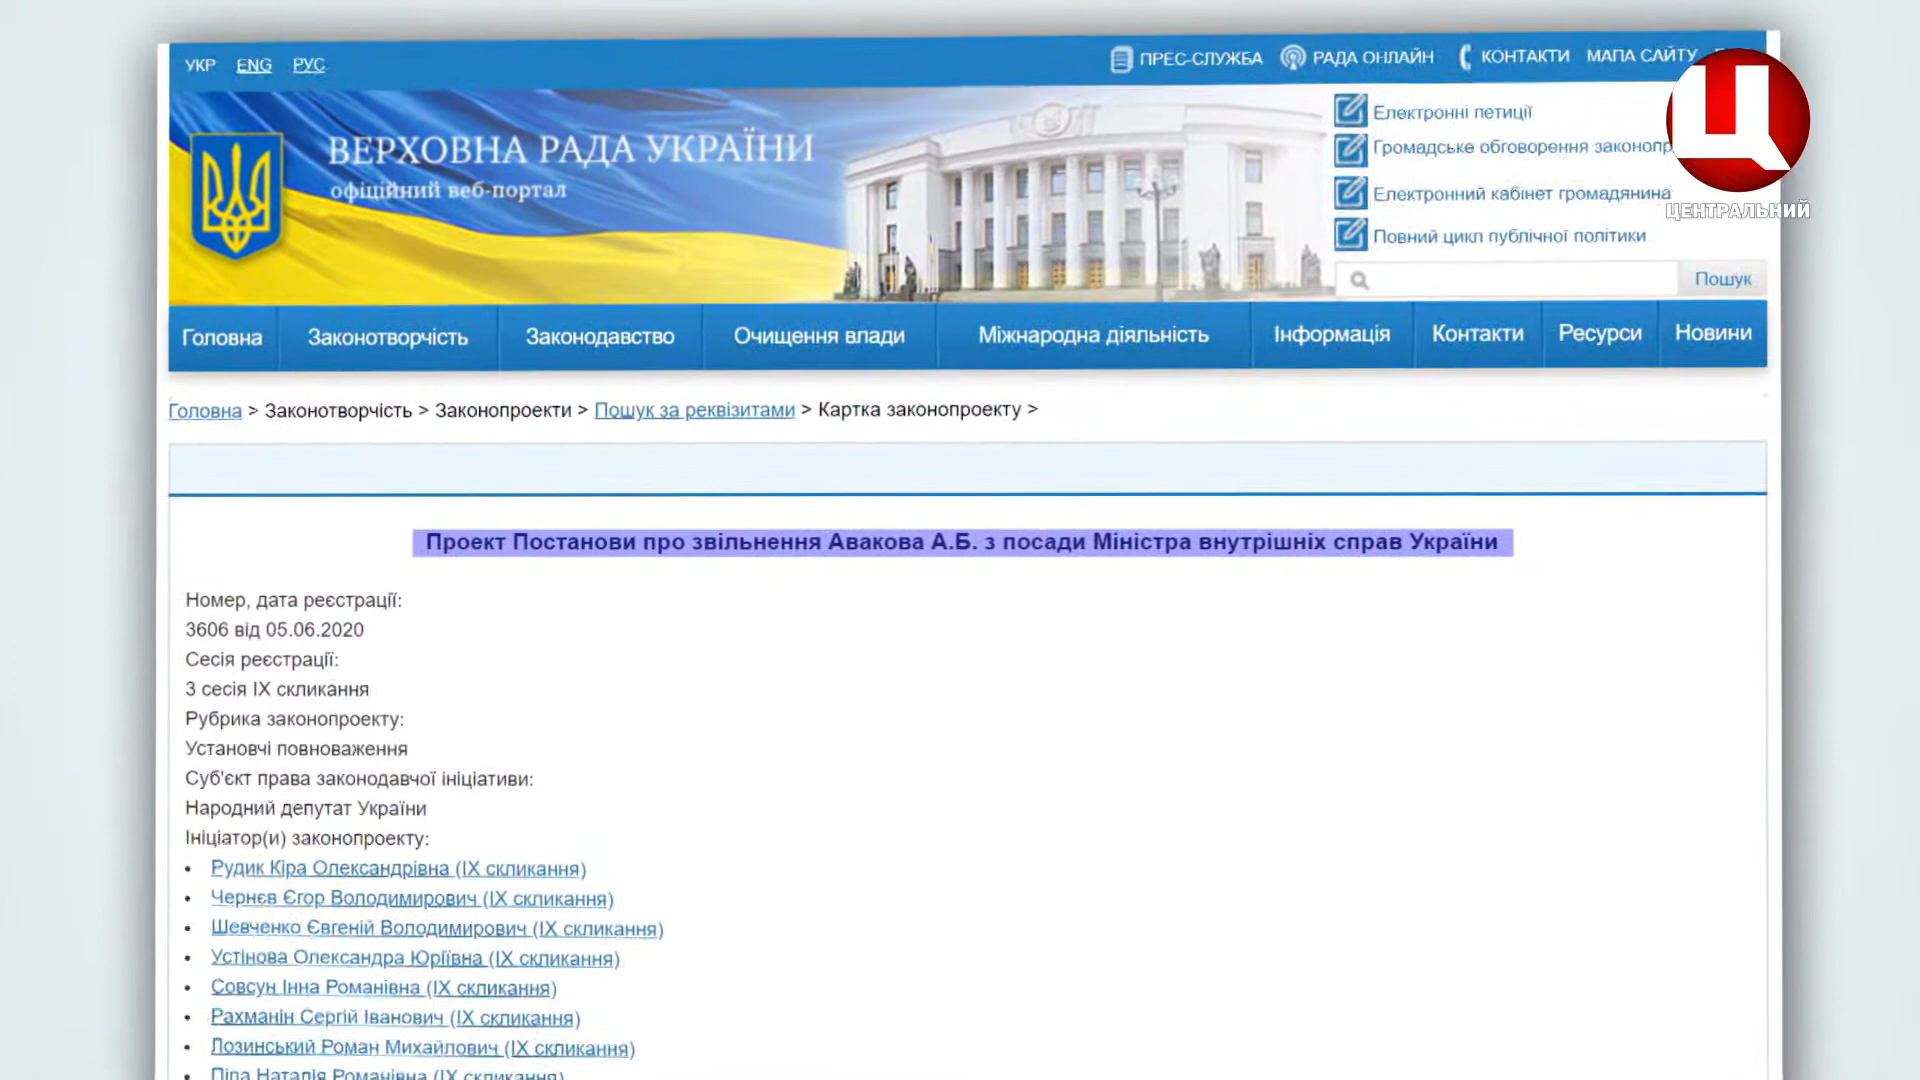 УКР ENG РУС
ПРЕС-СЛУЖБА РАДА ОНЛАЙН КОНТАКТИ МАПА САЙТУ
ВЕРХОВНА РАДА УКРАЇНИ
офіційний веб-портал
Електронні петиції
Громадське обговорення
Електронний кабінет громадянина
Повний цикл публічної політики
Пошук
Ц
ЦЕНТРАЛЬНИЙ
Головна Законотворчість Законодавство Очищення влади Міжнародна діяльність Інформація Контакти Ресурси Новини
Головна > Законотворчість > Законопроекти > Пошук за реквізитами > Картка законопроекту >
Проект Постанови про звільнення Авакова А.Б. з посади Міністра внутрішніх справ України
Номер, дата реєстрації:
3606 від 05.06.2020
Сесія реєстрації:
3 сесія IX скликання
Рубрика законопроекту:
Установчі повноваження
Суб'єкт права законодавчої ініціативи:
Народний депутат України
Ініціатор(и) законопроекту:
• Рудик Кіра Олександрівна (IX скликання)
• Чернєв Єгор Володимирович (IX скликання)
• Шевченко Євгеній Володимирович (IX скликання)
• Устінова Олександра Юріївна (IX скликання)
• Совсун Інна Романівна (IX скликання)
• Рахманін Сергій Іванович (IX скликання)
• Лозинський Роман Михайлович (IX скликання)
• Піпа Наталія Романівна (IX скликання)